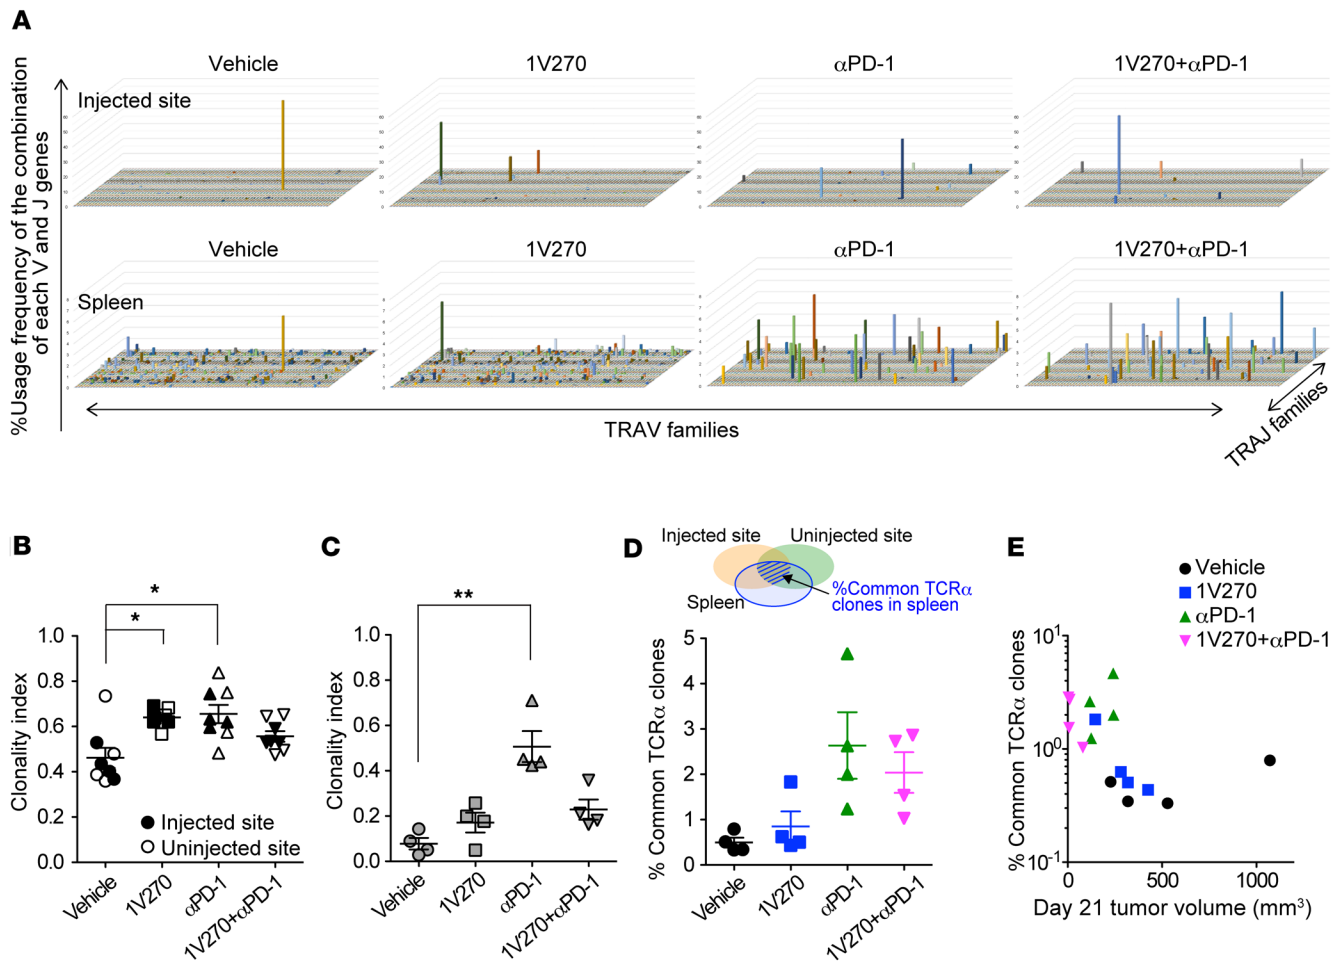 A
%Usage frequency of the combination
of each V and J genes
Vehicle
1V270
αPD-1
1V270+αPD-1
Injected site
Vehicle
1V270
αPD-1
1V270+αPD-1
Spleen
TRAV families
TRAJ families
B
Clonality index
1.0
0.8
0.6
0.4
0.2
0.0
*
*
Injected site
Uninjected site
Vehicle
1V270
αPD-1
1V270+αPD-1
C
Clonality index
1.0
0.8
0.6
0.4
0.2
0.0
**
Vehicle
1V270
αPD-1
1V270+αPD-1
D
Injected site
Uninjected site
Spleen
%Common TCRα
clones in spleen
% Common TCRα clones
5
4
3
2
1
0
Vehicle
1V270
αPD-1
1V270+αPD-1
E
Vehicle
1V270
αPD-1
1V270+αPD-1
% Common TCRα clones
10¹
10⁰
10⁻¹
0
500
1000
Day 21 tumor volume (mm³)